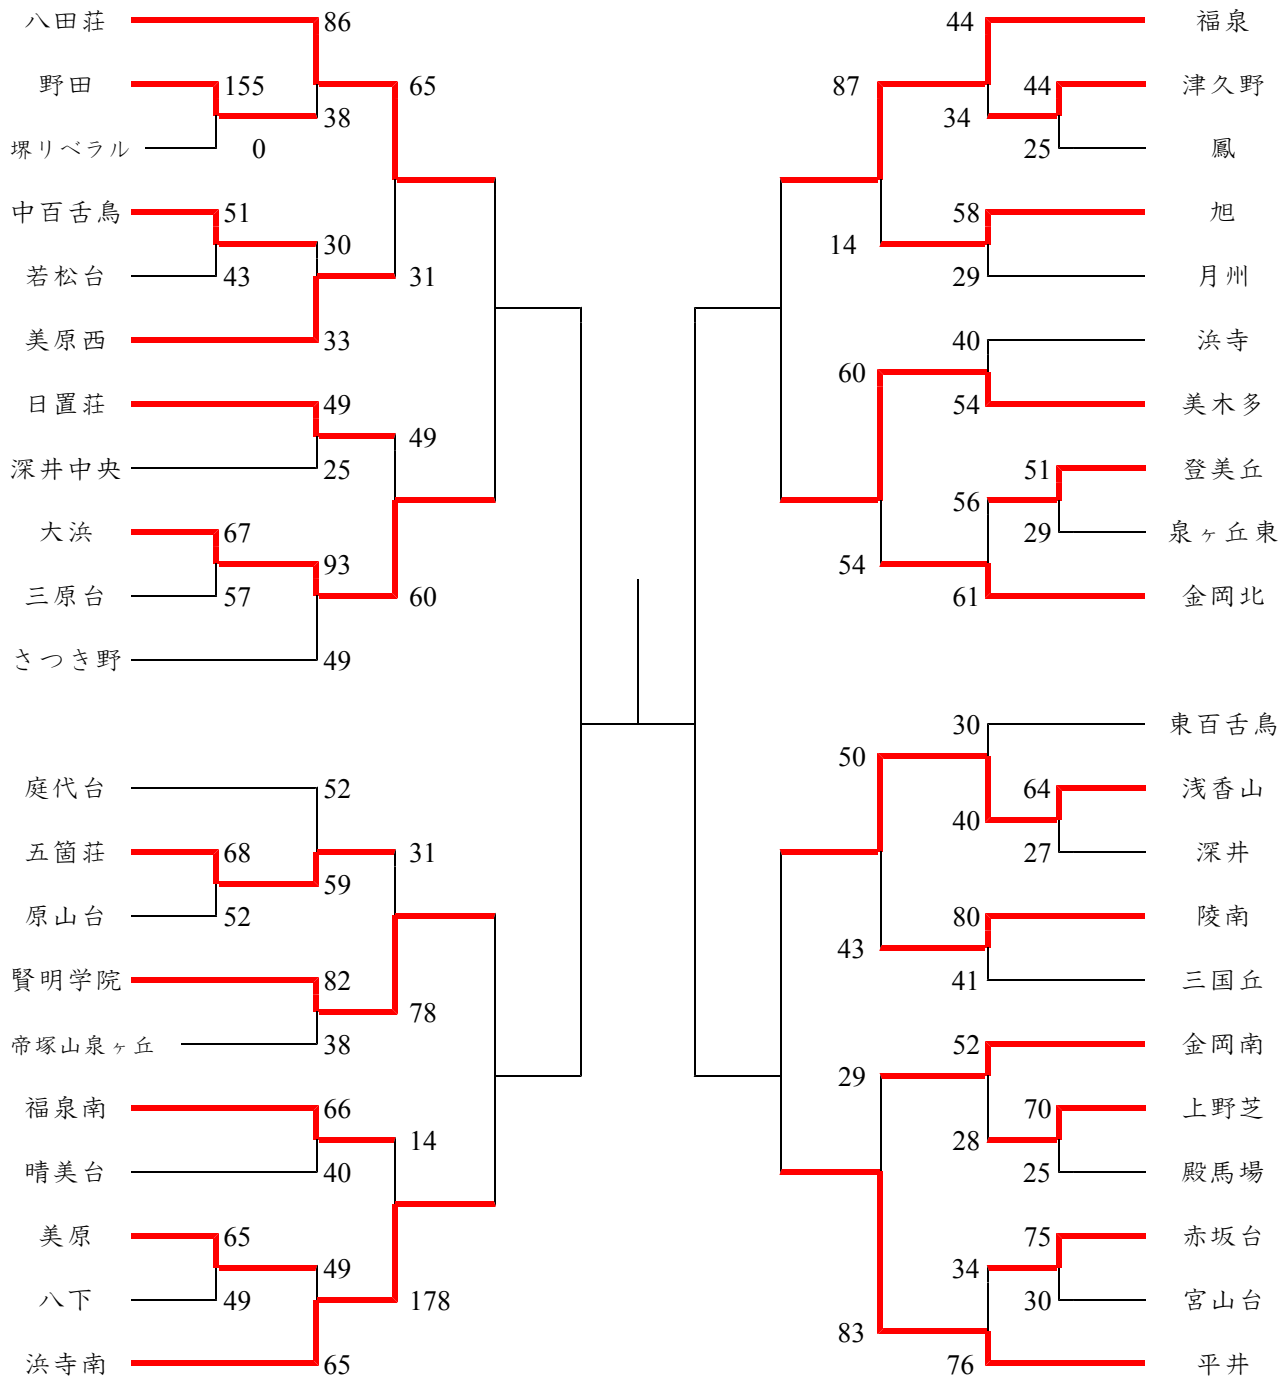 八田荘 86
野田 155 65
38
堺リベラル 0
中百舌鳥 51
30
若松台 43 31
美原西 33
日置荘 49
49
深井中央 25
大浜 67
93
三原台 57 60
さつき野 49
庭代台 52
五箇荘 68 31
59
原山台 52
賢明学院 82
78
帝塚山泉ヶ丘 38
福泉南 66
14
晴美台 40
美原 65
49
八下 49 178
浜寺南 65
44 福泉
87 44 津久野
34
25 鳳
58 旭
14
29 月州
40 浜寺
60
54 美木多
51 登美丘
56
29 泉ヶ丘東
54
61 金岡北
30 東百舌鳥
50
64 浅香山
40
27 深井
80 陵南
43
41 三国丘
52 金岡南
29
70 上野芝
28
25 殿馬場
75 赤坂台
34
30 宮山台
83
76 平井